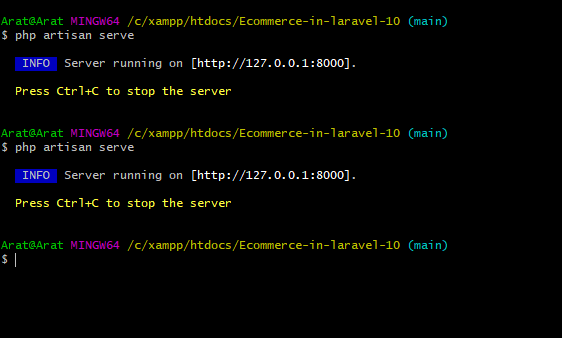 Arat@Arat MINGW64 /c/xampp/htdocs/Ecommerce-in-laravel-10 (main)
$ php artisan serve
INFO Server running on [http://127.0.0.1:8000].
Press Ctrl+C to stop the server
Arat@Arat MINGW64 /c/xampp/htdocs/Ecommerce-in-laravel-10 (main)
$ php artisan serve
INFO Server running on [http://127.0.0.1:8000].
Press Ctrl+C to stop the server
Arat@Arat MINGW64 /c/xampp/htdocs/Ecommerce-in-laravel-10 (main)
$